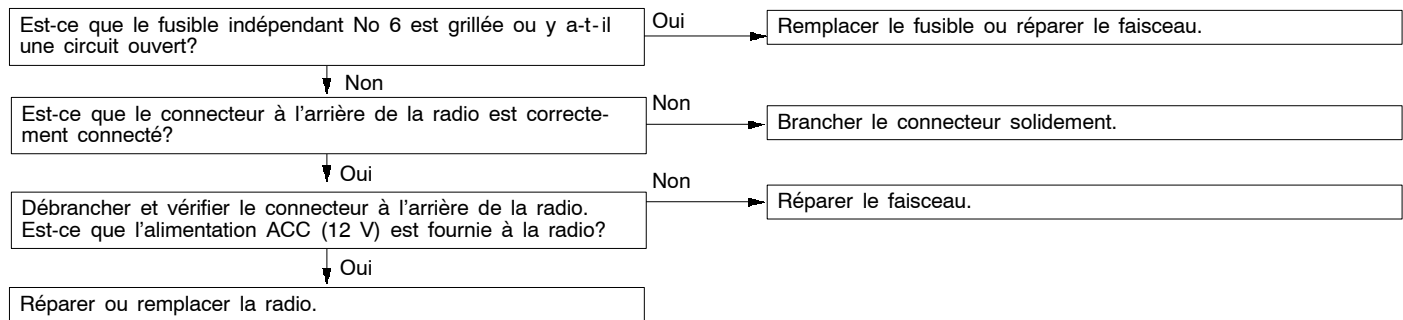 Est-ce que le fusible indépendant No 6 est grillée ou y a-t-il
une circuit ouvert?
Oui
Remplacer le fusible ou réparer le faisceau.
Non
Est-ce que le connecteur à l'arrière de la radio est correcte-
ment connecté?
Non
Brancher le connecteur solidement.
Oui
Débrancher et vérifier le connecteur à l'arrière de la radio.
Est-ce que l'alimentation ACC (12 V) est fournie à la radio?
Non
Réparer le faisceau.
Oui
Réparer ou remplacer la radio.